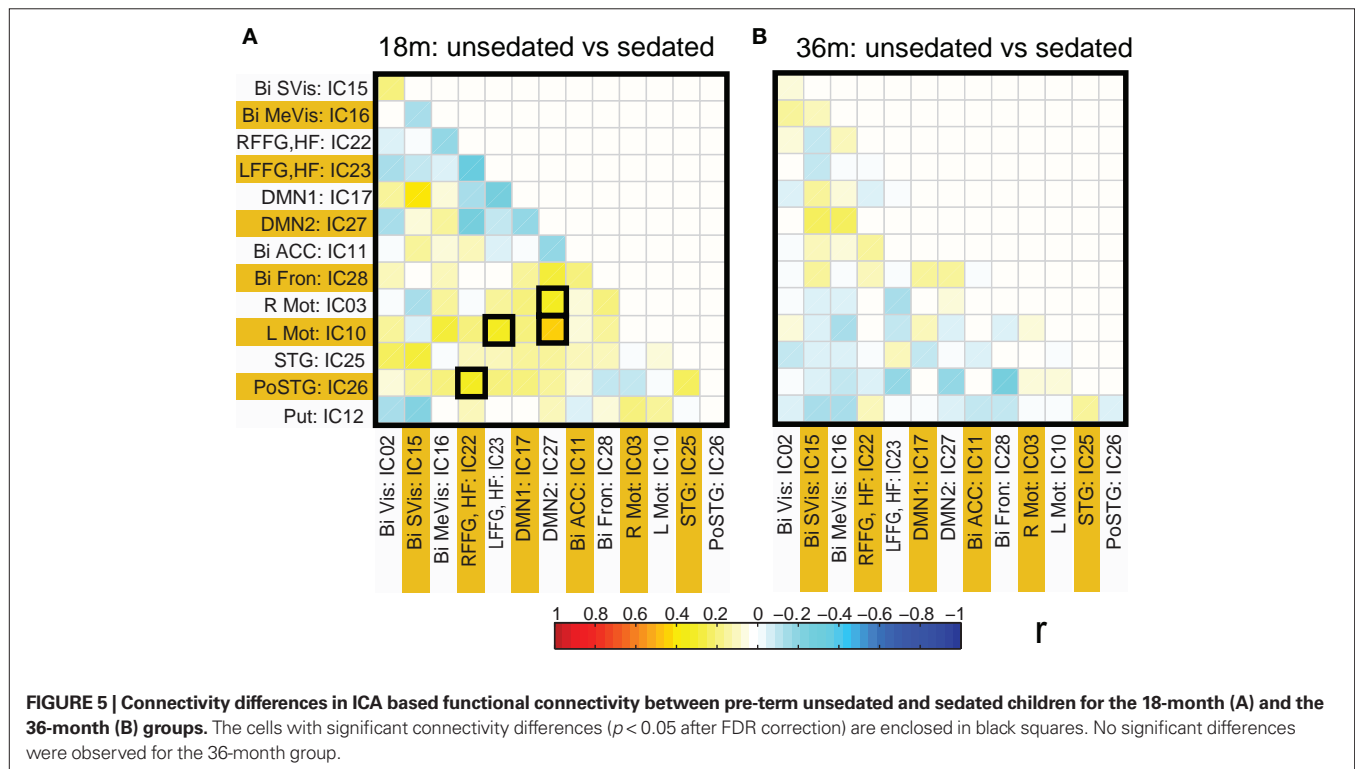 A
18m: unsedated vs sedated
B
36m: unsedated vs sedated
Bi SVis: IC15
Bi MeVis: IC16
RFFG,HF: IC22
LFFG,HF: IC23
DMN1: IC17
DMN2: IC27
Bi ACC: IC11
Bi Fron: IC28
R Mot: IC03
L Mot: IC10
STG: IC25
PoSTG: IC26
Put: IC12
Bi Vis: IC02
Bi SVis: IC15
Bi MeVis: IC16
RFFG, HF: IC22
LFFG, HF: IC23
DMN1: IC17
DMN2: IC27
Bi ACC: IC11
Bi Fron: IC28
R Mot: IC03
L Mot: IC10
STG: IC25
PoSTG: IC26
Bi Vis: IC02
Bi SVis: IC15
Bi MeVis: IC16
RFFG, HF: IC22
LFFG, HF: IC23
DMN1: IC17
DMN2: IC27
Bi ACC: IC11
Bi Fron: IC28
R Mot: IC03
L Mot: IC10
STG: IC25
PoSTG: IC26
1 0.8 0.6 0.4 0.2 0 −0.2 −0.4 −0.6 −0.8 −1
r
FIGURE 5 | Connectivity differences in ICA based functional connectivity between pre-term unsedated and sedated children for the 18-month (A) and the
36-month (B) groups. The cells with significant connectivity differences (p < 0.05 after FDR correction) are enclosed in black squares. No significant differences
were observed for the 36-month group.